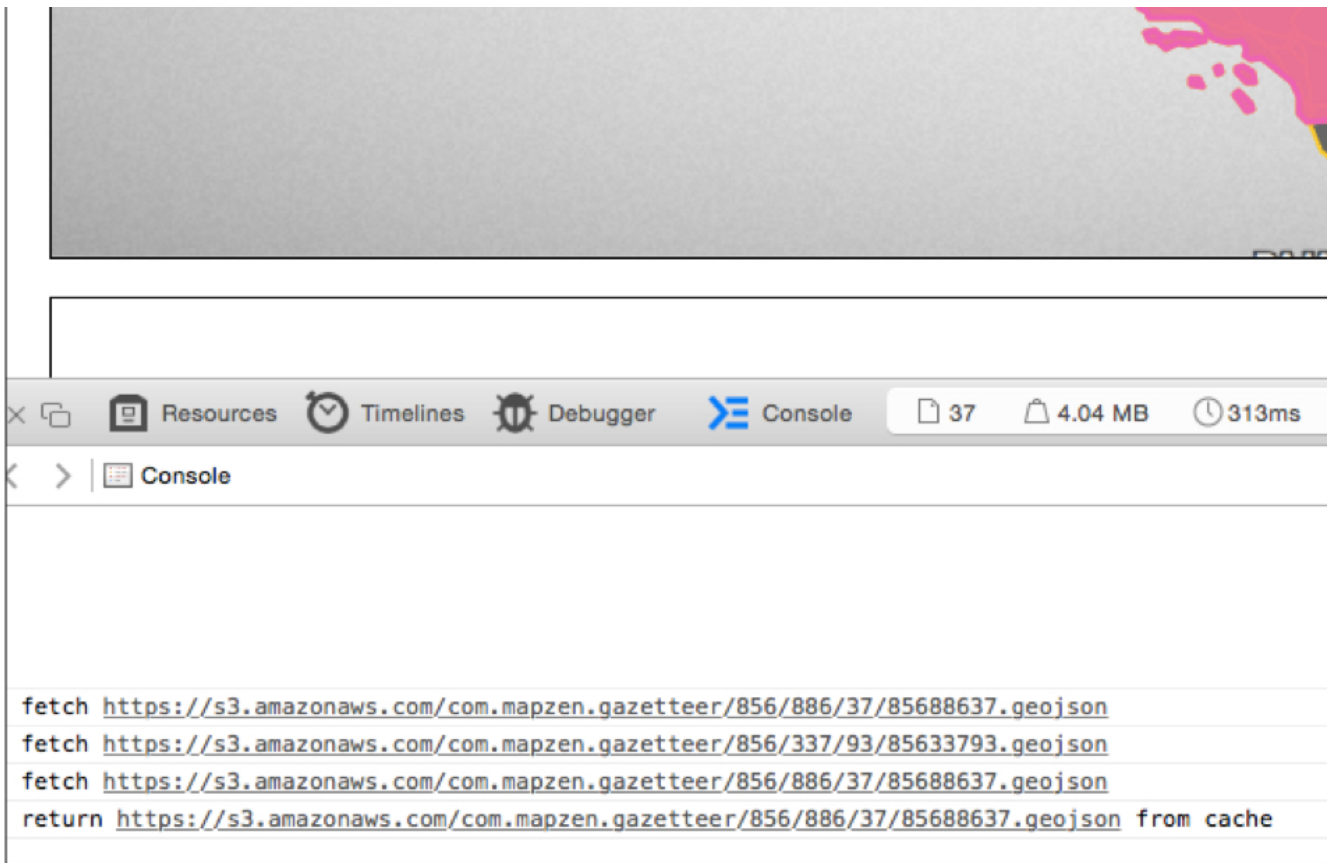 Resources Timelines Debugger Console 37 4.04 MB 313ms
Console
fetch https://s3.amazonaws.com/com.mapzen.gazetteer/856/886/37/85688637.geojson
fetch https://s3.amazonaws.com/com.mapzen.gazetteer/856/337/93/85633793.geojson
fetch https://s3.amazonaws.com/com.mapzen.gazetteer/856/886/37/85688637.geojson
return https://s3.amazonaws.com/com.mapzen.gazetteer/856/886/37/85688637.geojson from cache